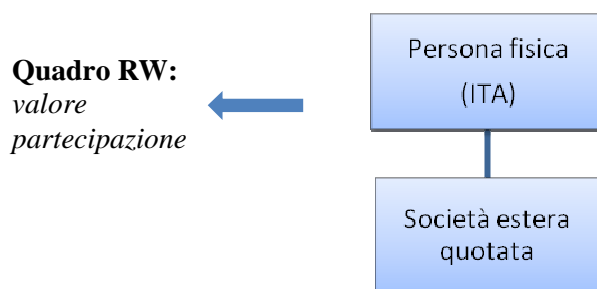 Quadro RW:
valore
partecipazione
Persona fisica
(ITA)
Società estera
quotata